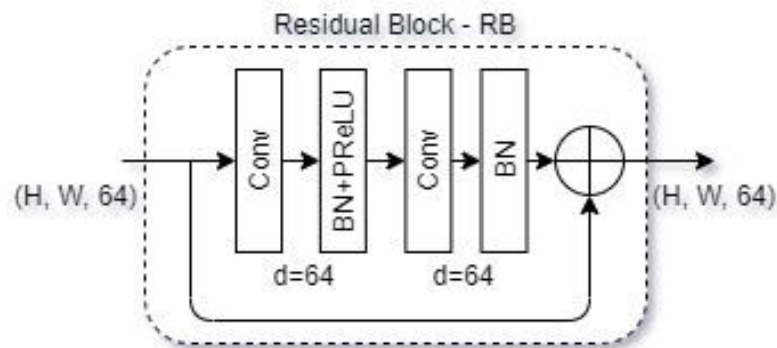 Residual Block - RB
Conv
BN+PReLU
Conv
BN
(H, W, 64)
(H, W, 64)
d=64
d=64